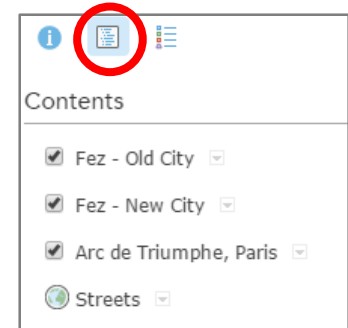 Contents
Fez - Old City
Fez - New City
Arc de Triumphe, Paris
Streets